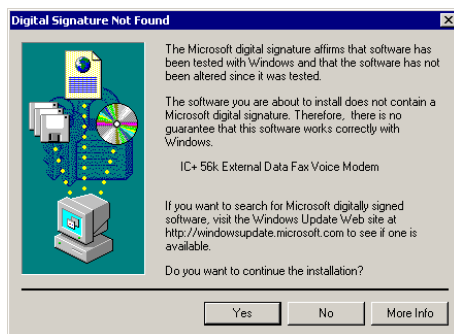 Digital Signature Not Found
The Microsoft digital signature affirms that software has
been tested with Windows and that the software has not
been altered since it was tested.
The software you are about to install does not contain a
Microsoft digital signature. Therefore, there is no
guarantee that this software works correctly with
Windows.
IC+ 56k External Data Fax Voice Modem
If you want to search for Microsoft digitally signed
software, visit the Windows Update Web site at
http://windowsupdate.microsoft.com to see if one is
available.
Do you want to continue the installation?
Yes No More Info